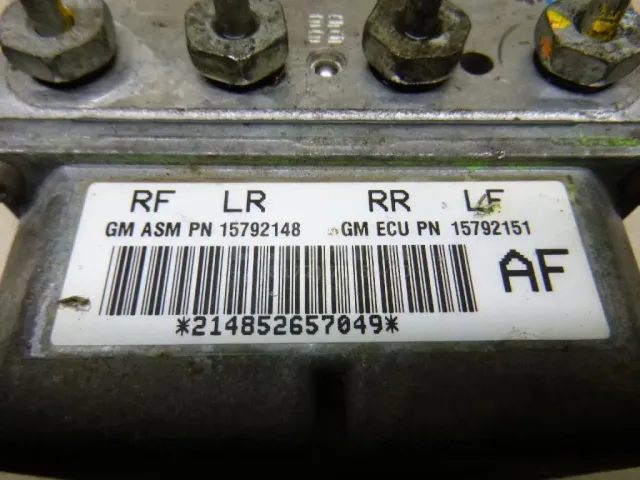 RF LR RR LF
GM ASM PN 15792148 GM ECU PN 15792151
AF
*214852657049*